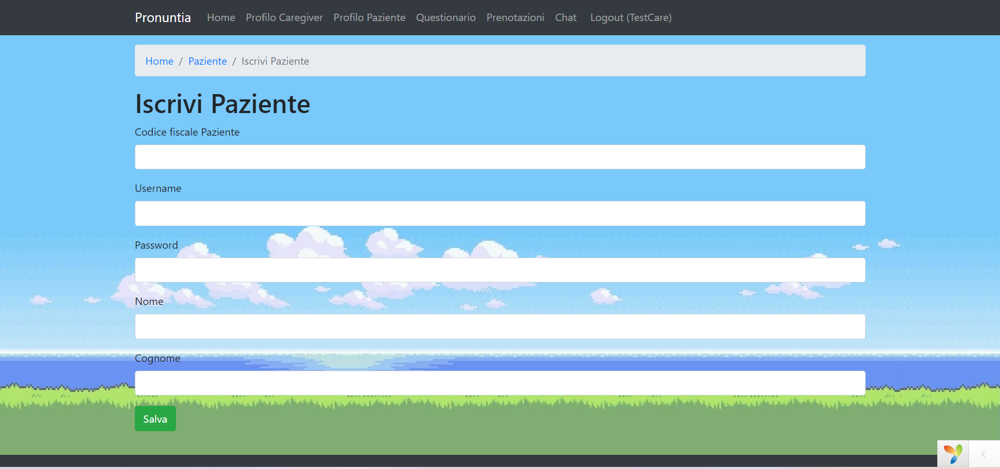 Pronuntia Home Profilo Caregiver Profilo Paziente Questionario Prenotazioni Chat Logout (TestCare)
Home / Paziente / Iscrivi Paziente
Iscrivi Paziente
Codice fiscale Paziente
Username
Password
Nome
Cognome
Salva